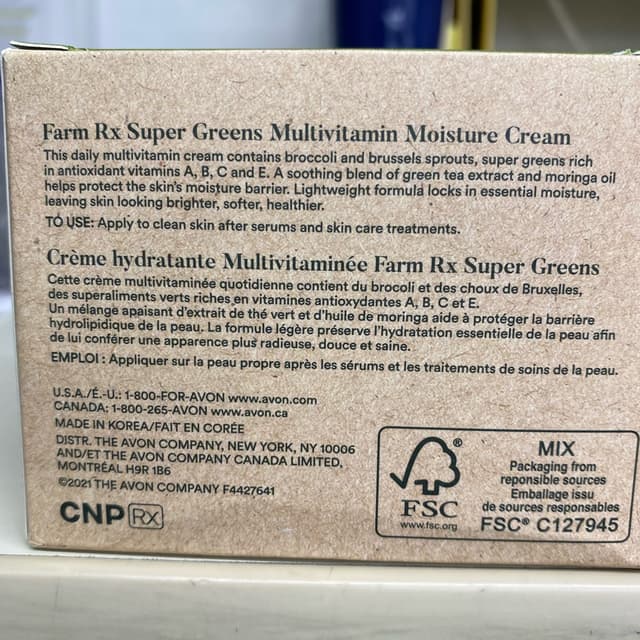 Farm Rx Super Greens Multivitamin Moisture Cream
This daily multivitamin cream contains broccoli and brussels sprouts, super greens rich
in antioxidant vitamins A, B, C and E. A soothing blend of green tea extract and moringa oil
helps protect the skin's moisture barrier. Lightweight formula locks in essential moisture,
leaving skin looking brighter, softer, healthier.
TO USE: Apply to clean skin after serums and skin care treatments.
Crème hydratante Multivitaminée Farm Rx Super Greens
Cette crème multivitaminée quotidienne contient du brocoli et des choux de Bruxelles,
des superaliments verts riches en vitamines antioxydantes A, B, C et E.
Un mélange apaisant d'extrait de thé vert et d'huile de moringa aide à protéger la barrière
hydrolipidique de la peau. La formule légère préserve l'hydratation essentielle de la peau afin
de lui conférer une apparence plus radieuse, douce et saine.
EMPLOI : Appliquer sur la peau propre après les sérums et les traitements de soins de la peau.
U.S.A./É.-U.: 1-800-FOR-AVON www.avon.com
CANADA: 1-800-265-AVON www.avon.ca
MADE IN KOREA/FAIT EN CORÉE
DISTR. THE AVON COMPANY, NEW YORK, NY 10006
AND/ET THE AVON COMPANY CANADA LIMITED,
MONTRÉAL H9R 1B6
©2021 THE AVON COMPANY F4427641
CNP Rx
®
FSC
www.fsc.org
MIX
Packaging from
reponsible sources
Emballage issu
de sources responsables
FSC® C127945